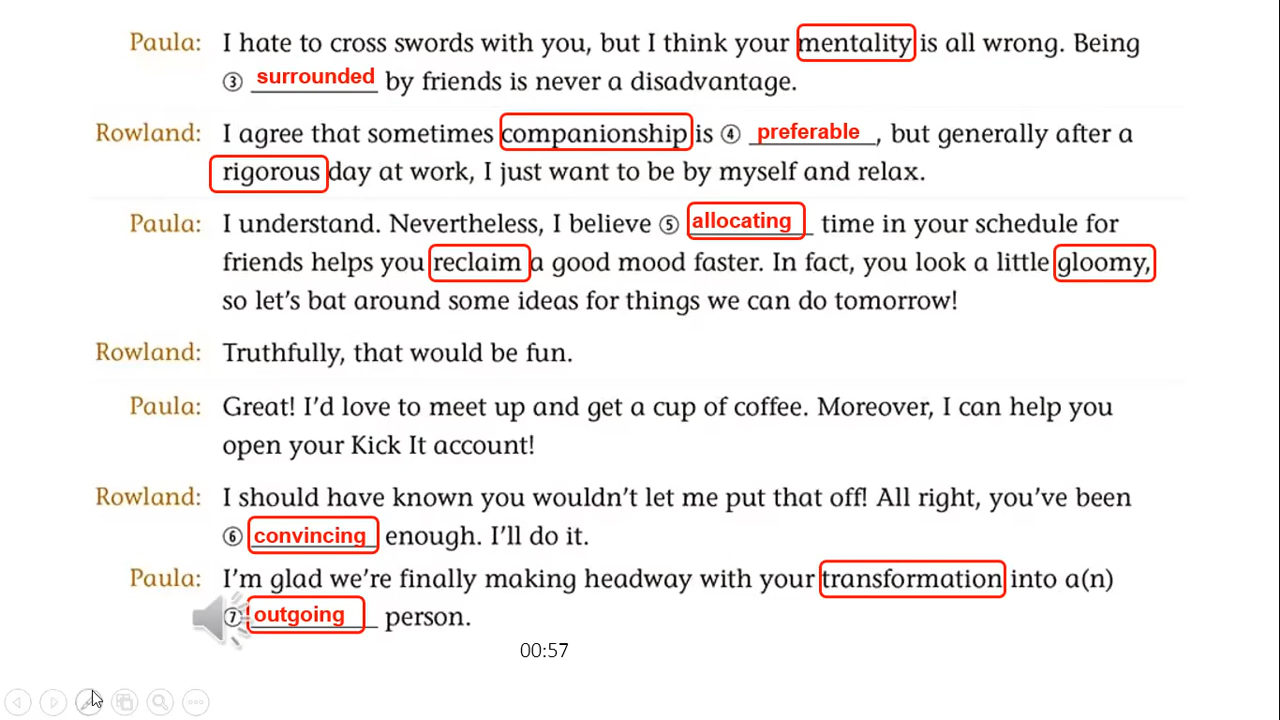 Paula: I hate to cross swords with you, but I think your mentality is all wrong. Being
③ surrounded by friends is never a disadvantage.
Rowland: I agree that sometimes companionship is ④ preferable, but generally after a
rigorous day at work, I just want to be by myself and relax.
Paula: I understand. Nevertheless, I believe ⑤ allocating time in your schedule for
friends helps you reclaim a good mood faster. In fact, you look a little gloomy,
so let's bat around some ideas for things we can do tomorrow!
Rowland: Truthfully, that would be fun.
Paula: Great! I'd love to meet up and get a cup of coffee. Moreover, I can help you
open your Kick It account!
Rowland: I should have known you wouldn't let me put that off! All right, you've been
⑥ convincing enough. I'll do it.
Paula: I'm glad we're finally making headway with your transformation into a(n)
⑦ outgoing person.
00:57